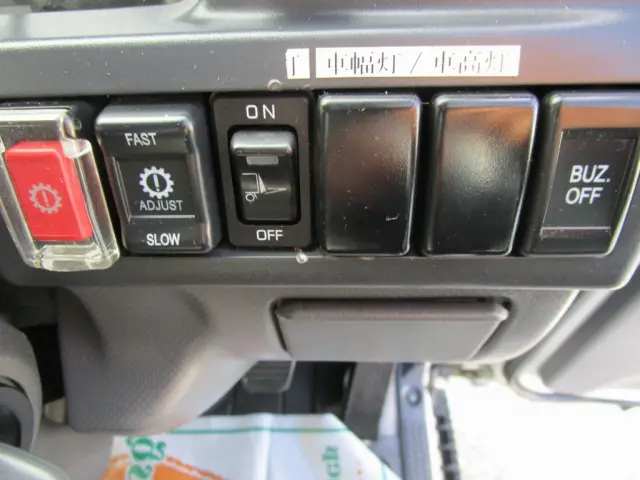 車幅灯 / 車高灯
FAST
ADJUST
SLOW
ON
OFF
BUZ.
OFF